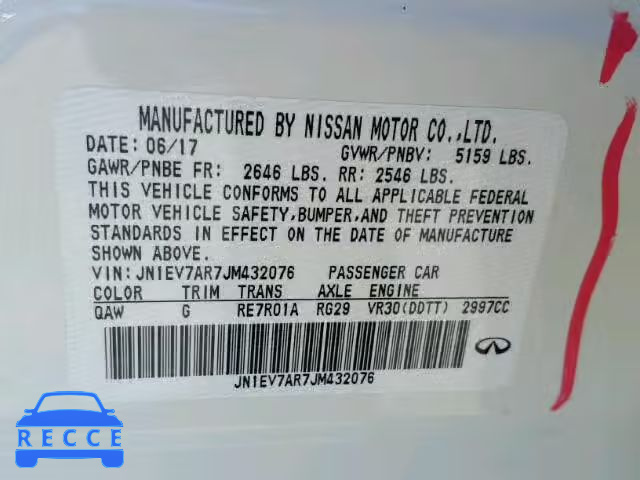 MANUFACTURED BY NISSAN MOTOR CO.,LTD.
DATE: 06/17 GVWR/PNBV: 5159 LBS.
GAWR/PNBE FR: 2646 LBS. RR: 2546 LBS.
THIS VEHICLE CONFORMS TO ALL APPLICABLE FEDERAL
MOTOR VEHICLE SAFETY,BUMPER,AND THEFT PREVENTION
STANDARDS IN EFFECT ON THE DATE OF MANUFACTURE
SHOWN ABOVE.
VIN: JN1EV7AR7JM432076 PASSENGER CAR
COLOR TRIM TRANS AXLE ENGINE
QAW G RE7R01A RG29 VR30(DDTT) 2997CC
JN1EV7AR7JM432076
RECCE